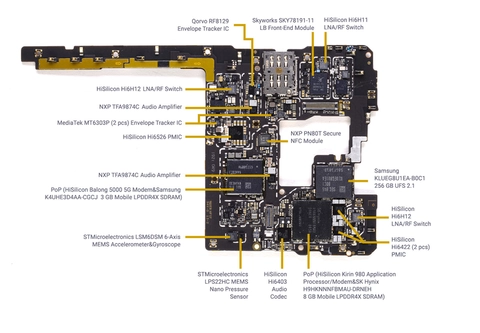 Qorvo RF8129
Envelope Tracker IC
Skyworks SKY78191-11
LB Front-End Module
HiSilicon Hi6H11
LNA/RF Switch
HiSilicon Hi6H12 LNA/RF Switch
NXP TFA9874C Audio Amplifier
MediaTek MT6303P (2 pcs) Envelope Tracker IC
HiSilicon Hi6526 PMIC
NXP PN80T Secure
NFC Module
NXP TFA9874C Audio Amplifier
PoP (HiSilicon Balong 5000 5G Modem&Samsung
K4UHE3D4AA-CGCJ 3 GB Mobile LPDDR4X SDRAM)
Samsung
KLUEG8U1EA-B0C1
256 GB UFS 2.1
HiSilicon
Hi6H12
LNA/RF Switch
HiSilicon
Hi6422 (2 pcs)
PMIC
STMicroelectronics LSM6DSM 6-Axis
MEMS Accelerometer&Gyroscope
STMicroelectronics
LPS22HC MEMS
Nano Pressure
Sensor
HiSilicon
Hi6403
Audio
Codec
PoP (HiSilicon Kirin 980 Application
Processor/Modem&SK Hynix
H9HKNNNFBMAU-DRNEH
8 GB Mobile LPDDR4X SDRAM)